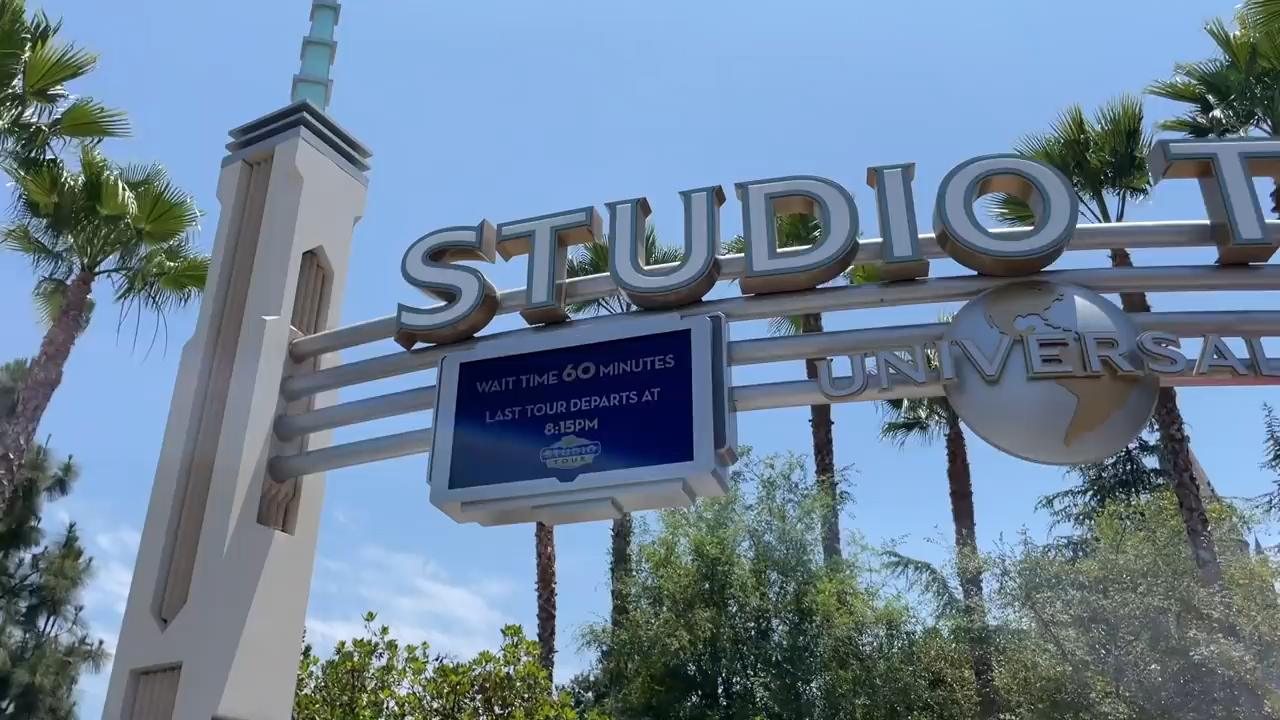 STUDIO T
WAIT TIME 60 MINUTES
LAST TOUR DEPARTS AT
8:15PM
STUDIO
TOUR
UNIVERSAL